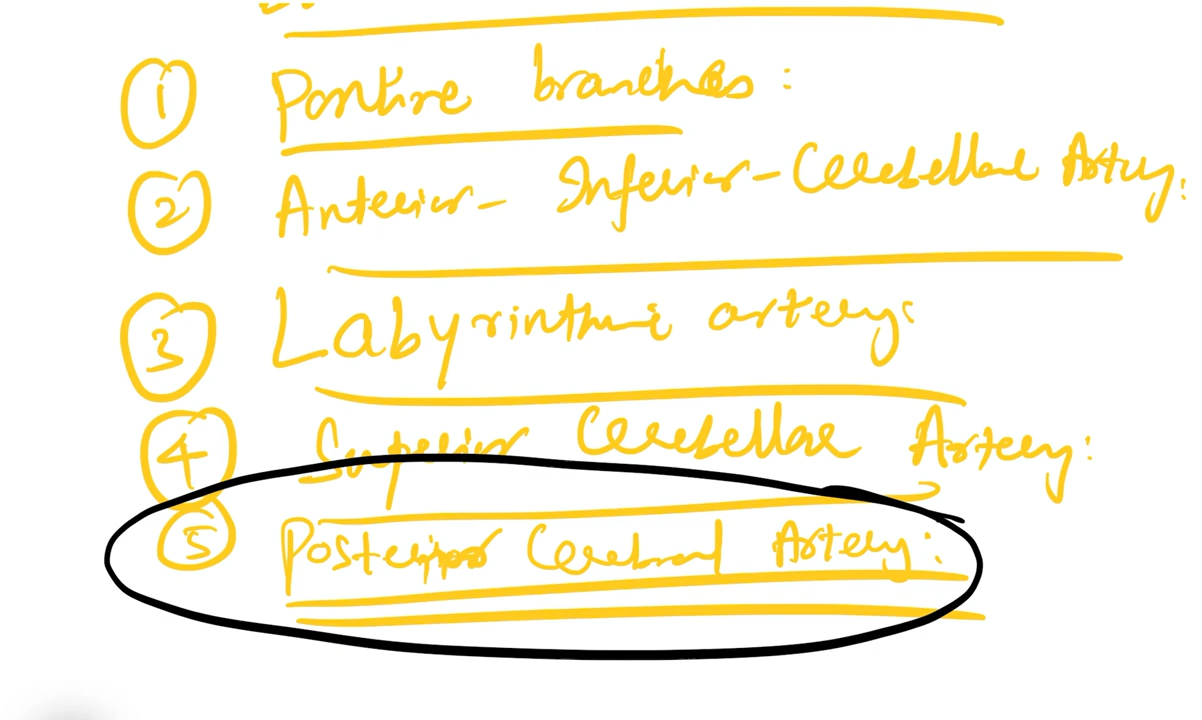 1 Pontine branches:
2 Anterior- Inferior-Cerebellar Artery:
3 Labyrinthine artery:
4 Superior Cerebellar Artery:
5 Posterior Cerebral Artery: